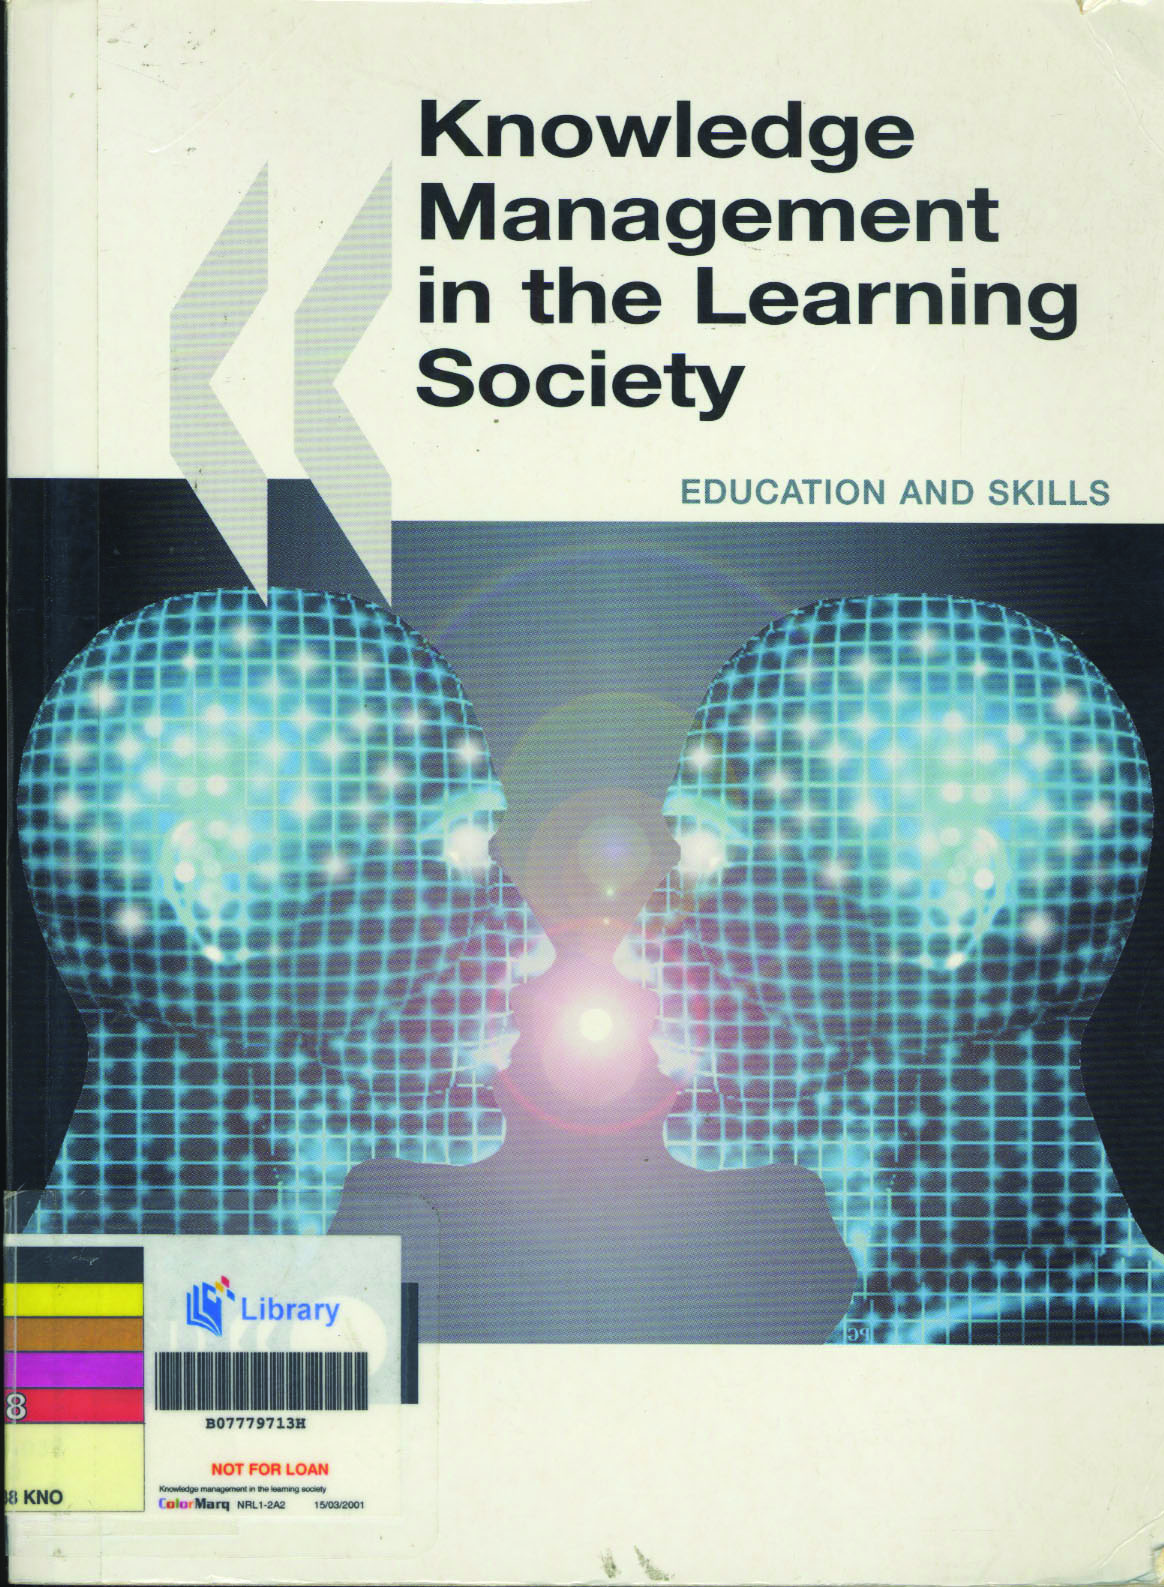 Knowledge
Management
in the Learning
Society
EDUCATION AND SKILLS
Library
B07779713H
8
NOT FOR LOAN
Knowledge management in the learning society
8 KNO
ColorMarq NRL1-2A2 15/03/2001